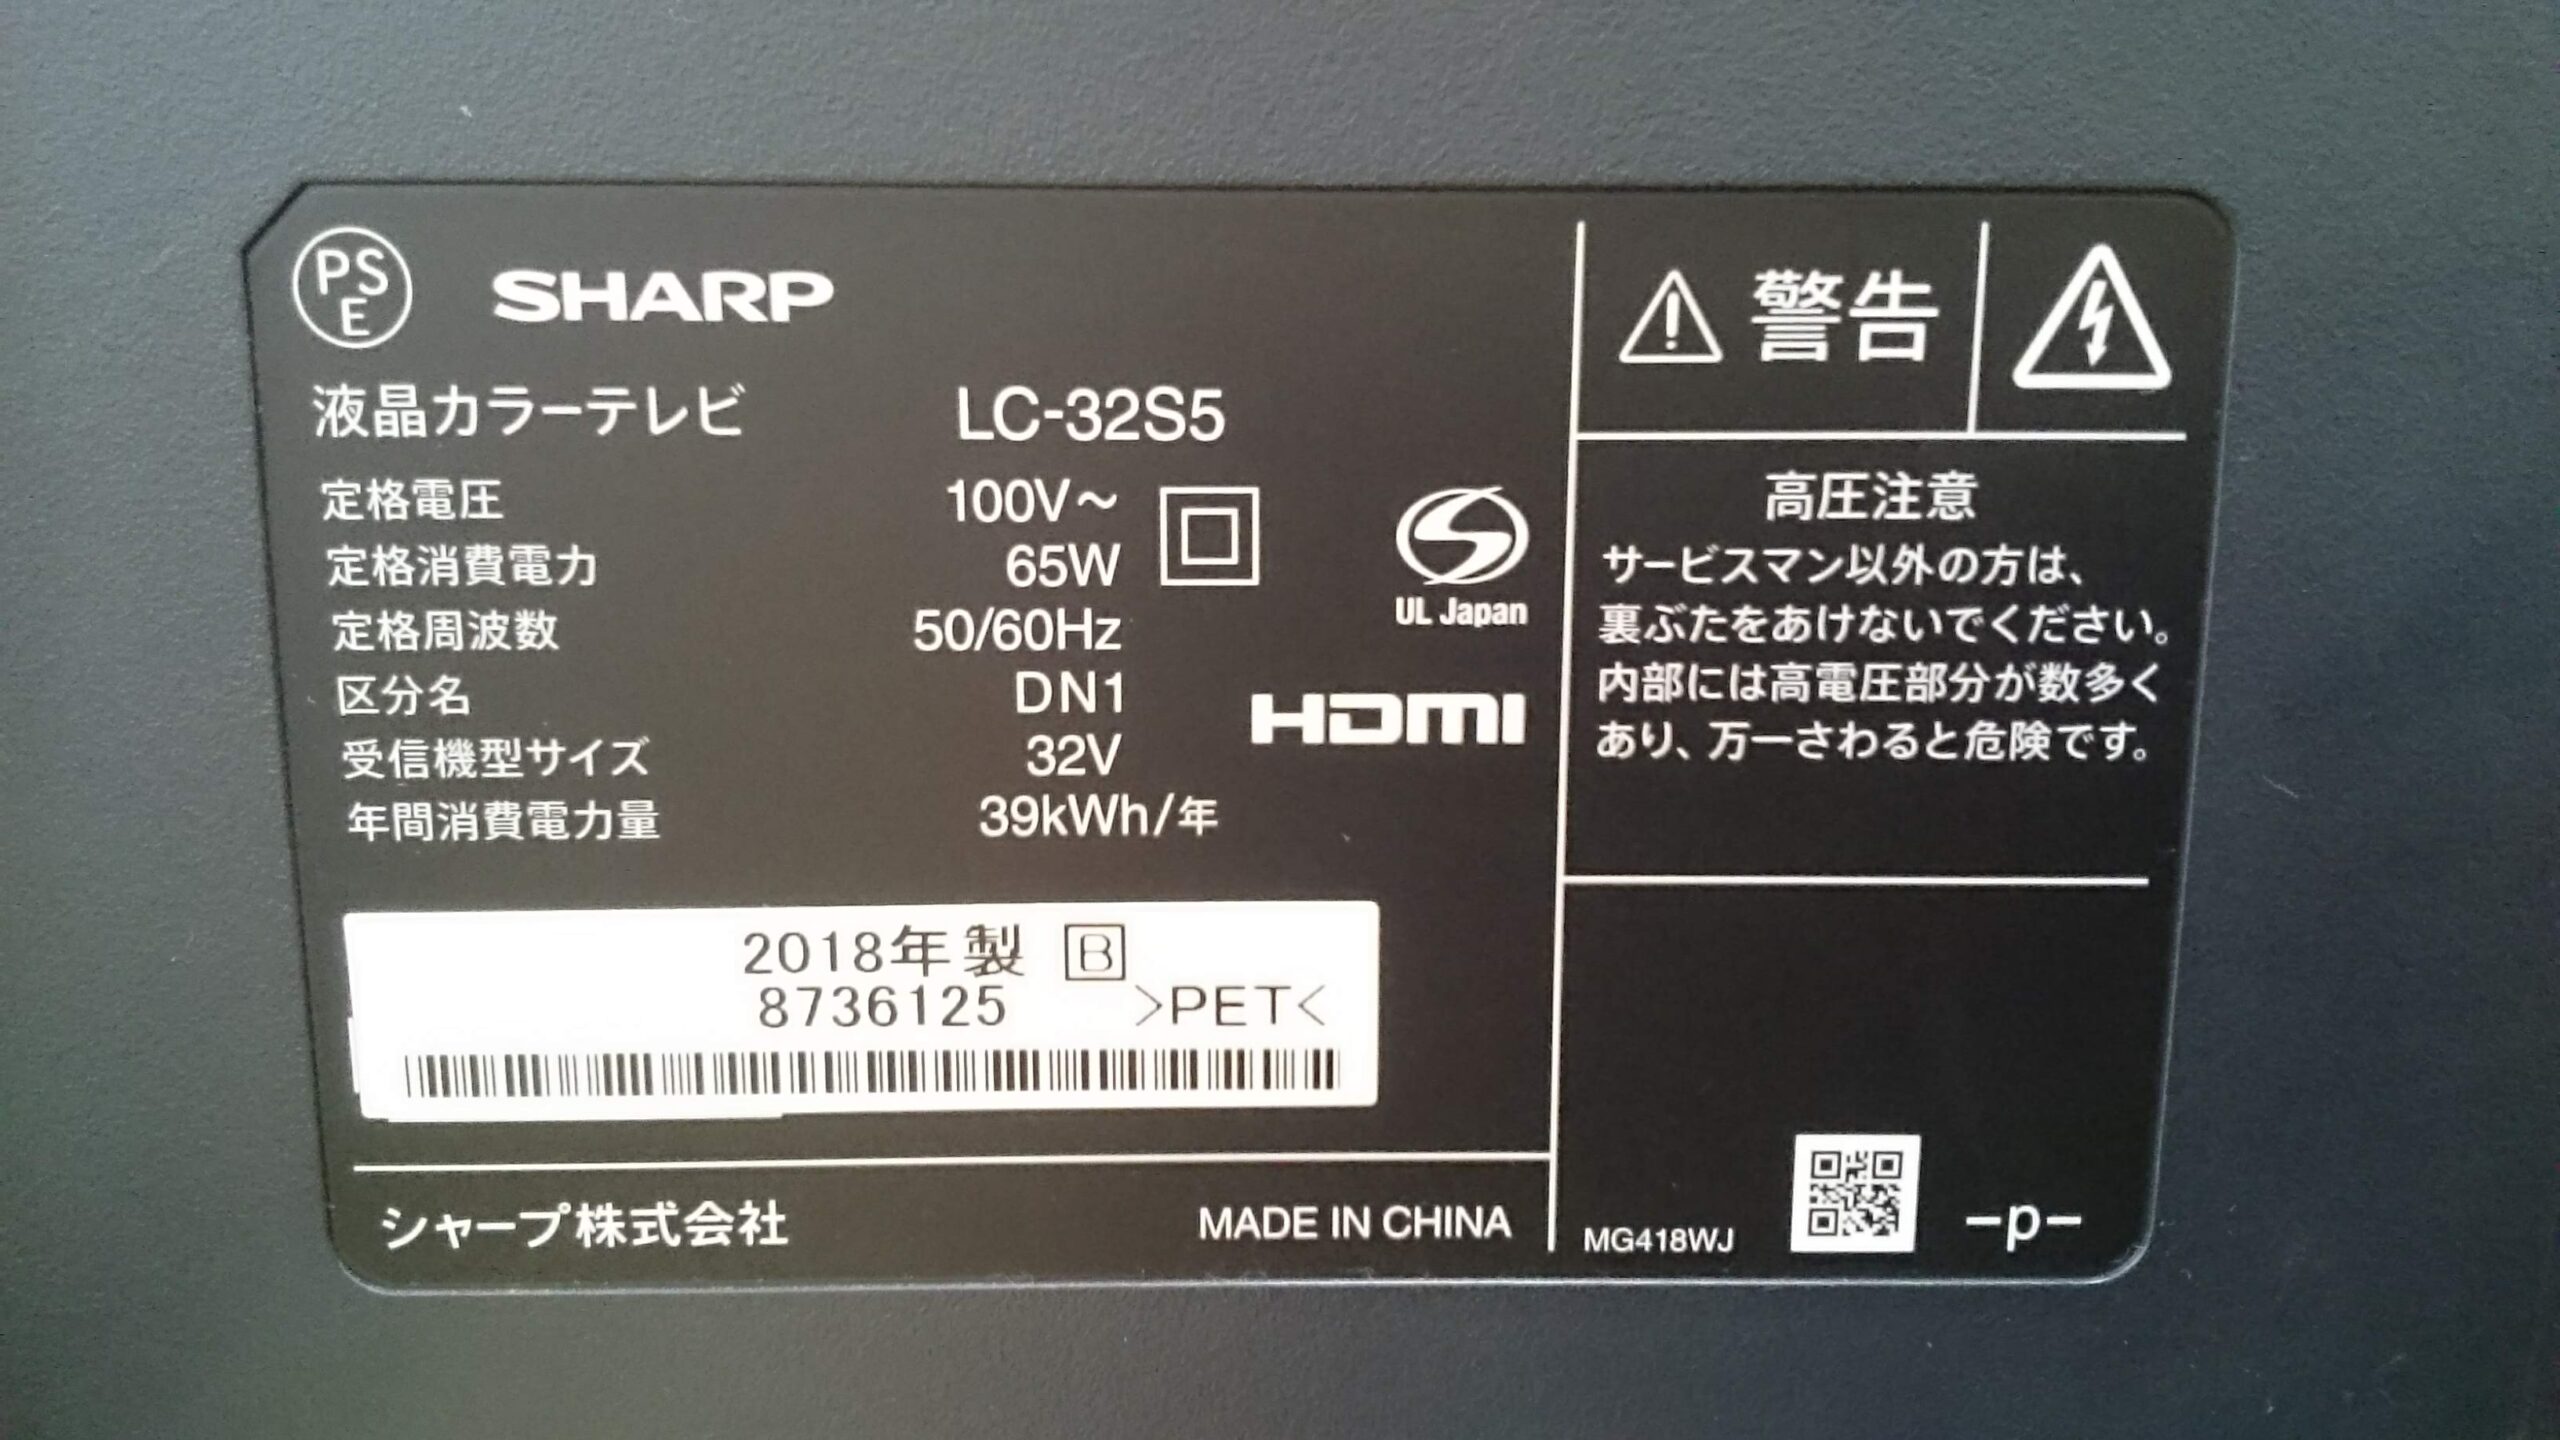 PS
E
SHARP
液晶カラーテレビ LC-32S5
定格電圧 100V～
定格消費電力 65W
定格周波数 50/60Hz
区分名 DN1
受信機型サイズ 32V
年間消費電力量 39kWh/年
UL Japan
HDMI
2018年製 B
8736125 >PET<
シャープ株式会社 MADE IN CHINA
警告
高圧注意
サービスマン以外の方は、
裏ぶたをあけないでください。
内部には高電圧部分が数多く
あり、万一さわると危険です。
MG418WJ -p-